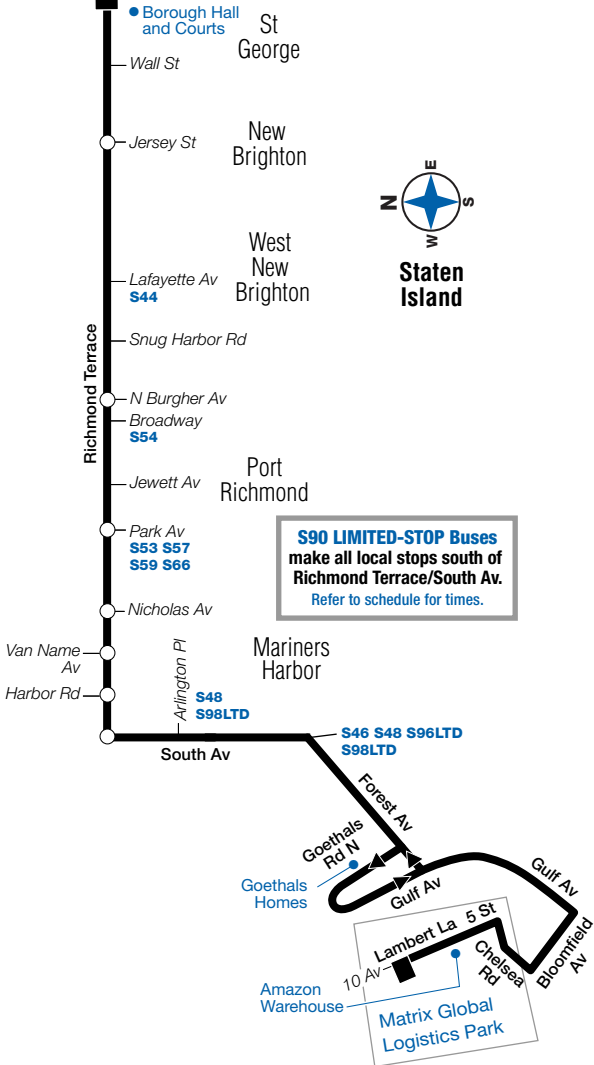 Borough Hall
and Courts
St
George
Wall St
Jersey St
New
Brighton
E
N
S
W
Staten
Island
West
New
Brighton
Lafayette Av
S44
Snug Harbor Rd
Richmond Terrace
N Burgher Av
Broadway
S54
Jewett Av
Port
Richmond
Park Av
S53 S57
S59 S66
S90 LIMITED-STOP Buses
make all local stops south of
Richmond Terrace/South Av.
Refer to schedule for times.
Nicholas Av
Van Name
Av
Mariners
Harbor
Harbor Rd
Arlington Pl
S48
S98LTD
South Av
S46 S48 S96LTD
S98LTD
Forest Av
Goethals
Rd N
Goethals
Homes
Gulf Av
Gulf Av
Bloomfield
Av
Lambert La 5 St
Chelsea
Rd
10 Av
Amazon
Warehouse
Matrix Global
Logistics Park